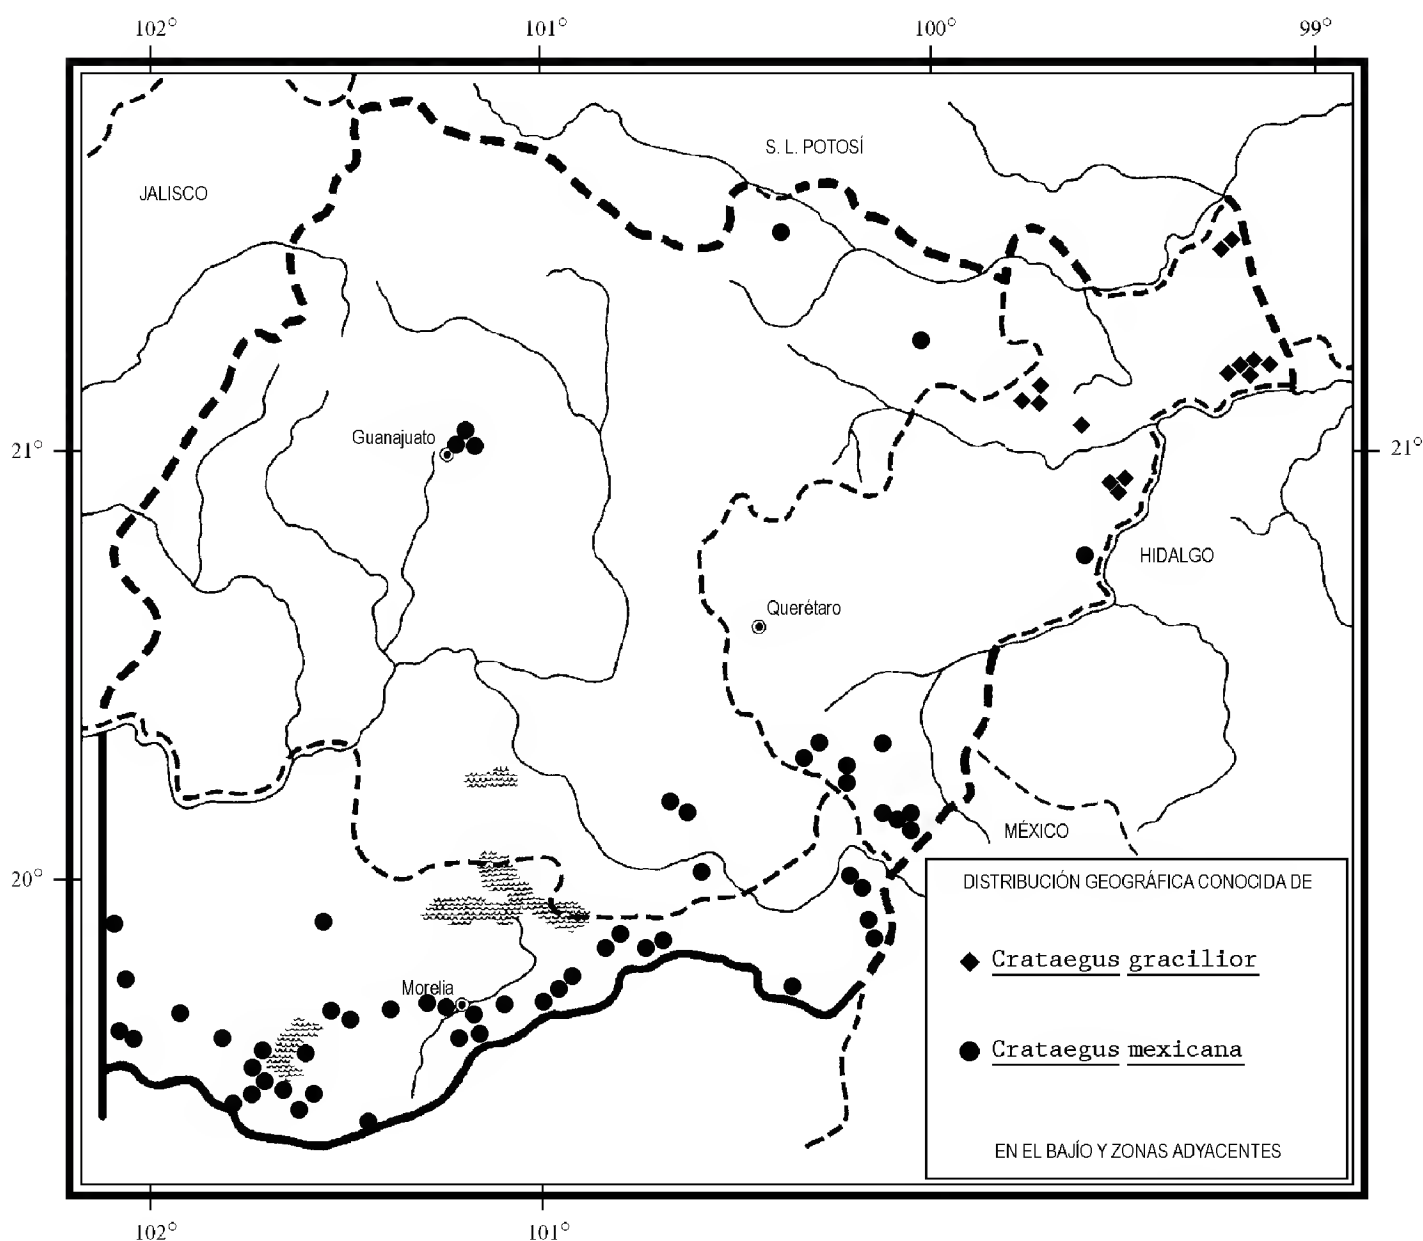 102° 101° 100° 99°
S. L. POTOSÍ
JALISCO
Guanajuato
21° 21°
HIDALGO
Querétaro
MÉXICO
20°
DISTRIBUCIÓN GEOGRÁFICA CONOCIDA DE
Crataegus gracilior
Morelia
Crataegus mexicana
EN EL BAJÍO Y ZONAS ADYACENTES
102° 101°